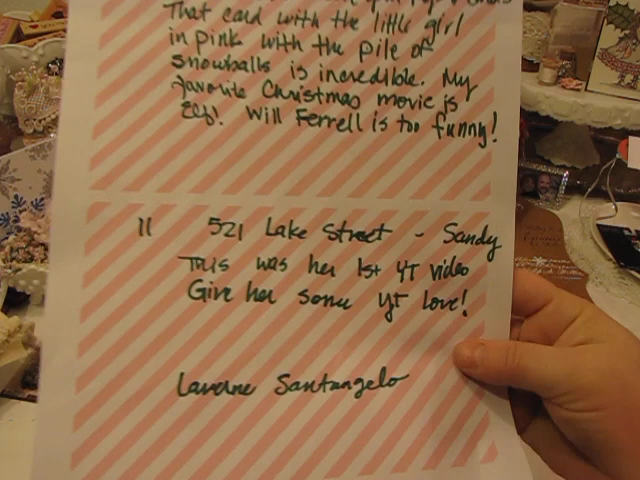 That card with the little girl
in pink with the pile of
snowballs is incredible. My
favorite Christmas movie is
Elf! Will Ferrell is too funny!
11 521 Lake Street - Sandy
This was her 1st YT video
Give her some YT love!
Laverne Santangelo